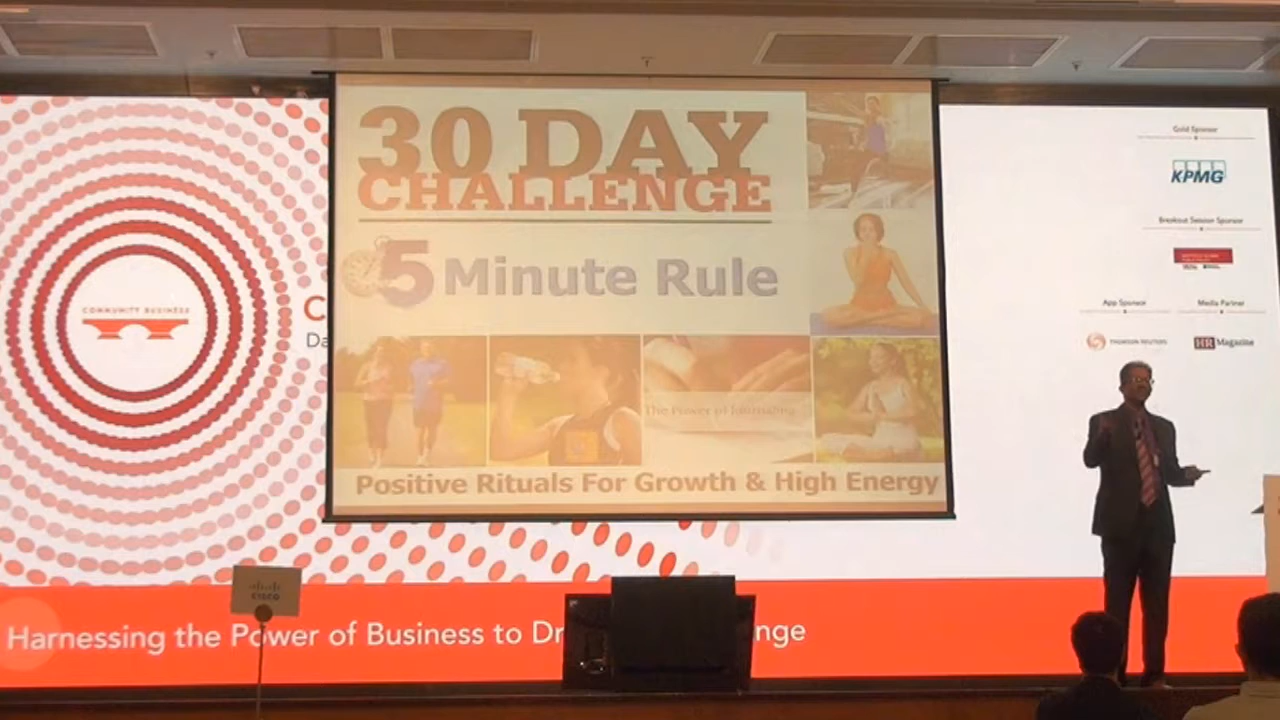 30 DAY
CHALLENGE
5 Minute Rule
The Power of Journaling
Positive Rituals For Growth & High Energy
COMMUNITY BUSINESS
C
Da
Gold Sponsor
KPMG
Breakout Session Sponsor
App Sponsor
Media Partner
THOMSON REUTERS
HR Magazine
CISCO
Harnessing the Power of Business to Dr
nge